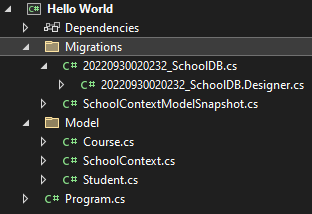 C# Hello World
Dependencies
Migrations
C# 20220930020232_SchoolDB.cs
C# 20220930020232_SchoolDB.Designer.cs
C# SchoolContextModelSnapshot.cs
Model
C# Course.cs
C# SchoolContext.cs
C# Student.cs
C# Program.cs